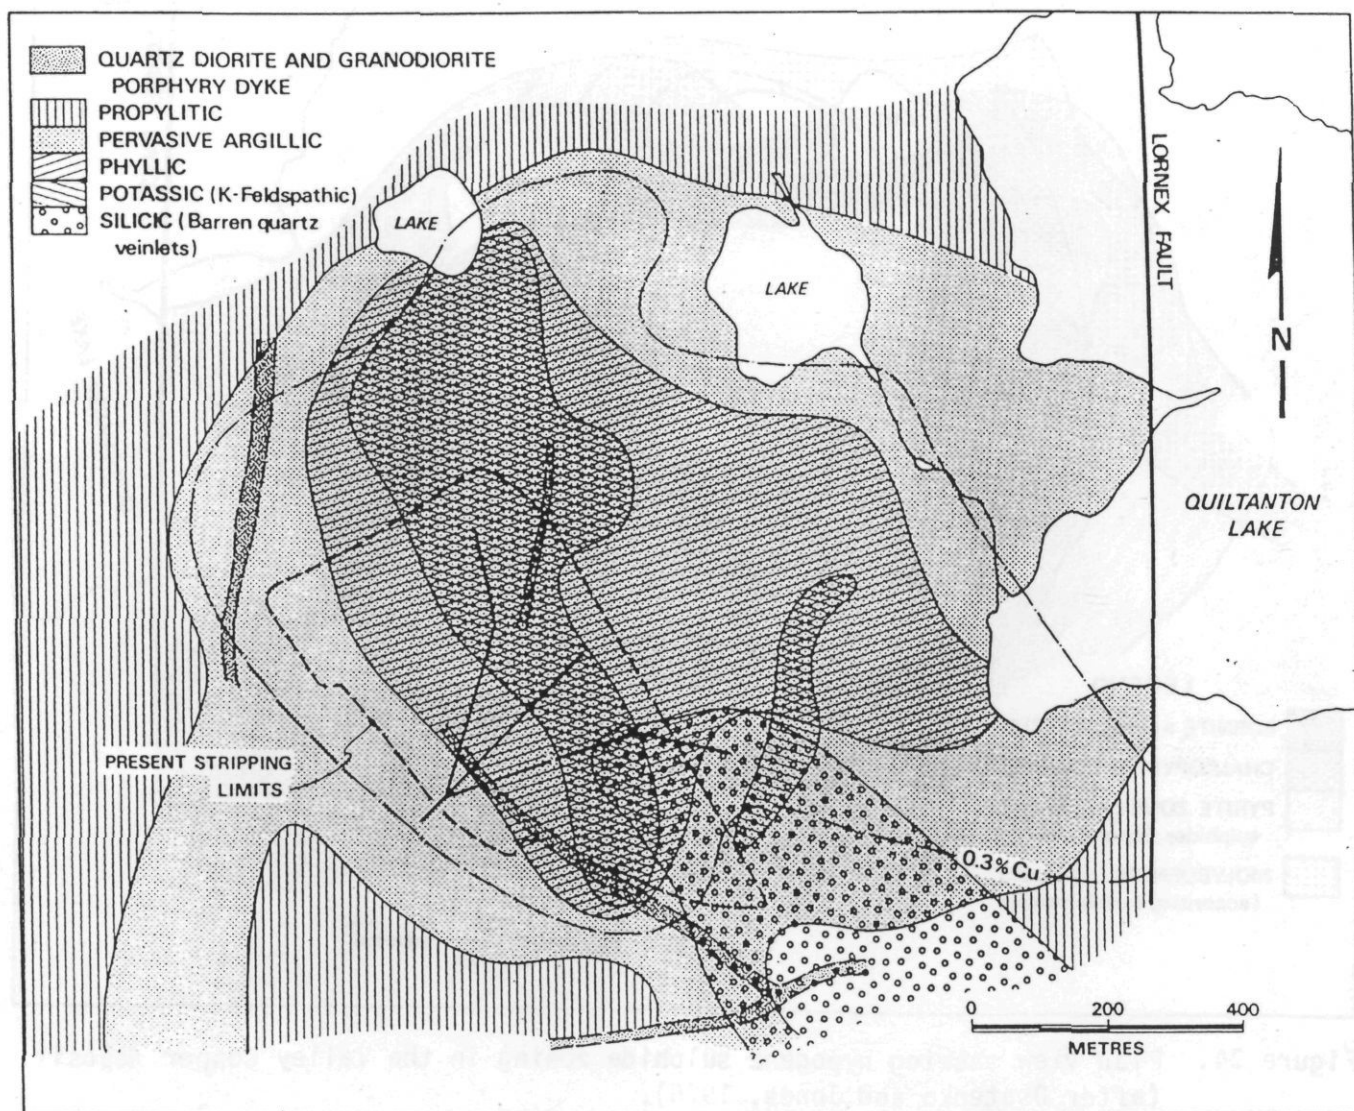 QUARTZ DIORITE AND GRANODIORITE
PORPHYRY DYKE
PROPYLITIC
PERVASIVE ARGILLIC
PHYLLIC
POTASSIC (K-Feldspathic)
SILICIC (Barren quartz
veinlets)
LAKE
LAKE
LORNEX FAULT
N
QUILTANTON
LAKE
PRESENT STRIPPING
LIMITS
0.3% Cu
0 200 400
METRES